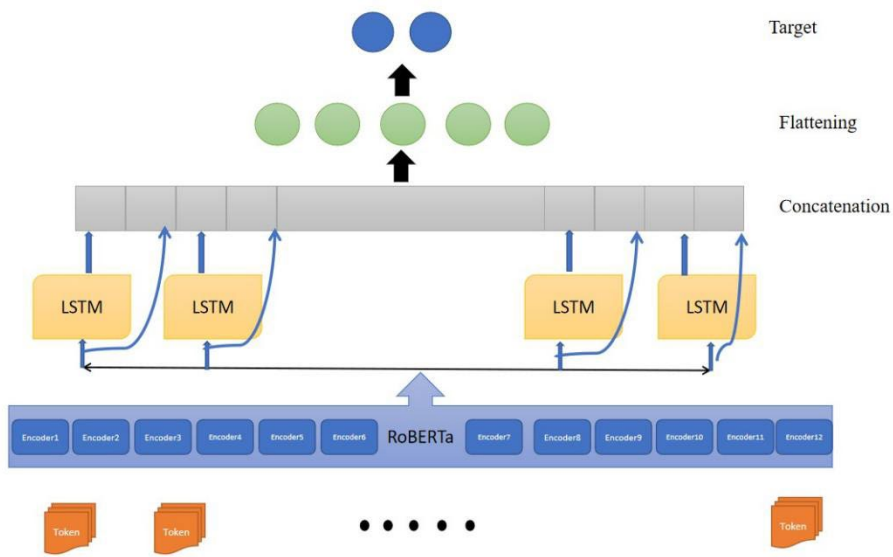 Target
Flattening
Concatenation
LSTM LSTM LSTM LSTM
Encoder1 Encoder2 Encoder3 Encoder4 Encoder5 Encoder6 RoBERTa Encoder7 Encoder8 Encoder9 Encoder10 Encoder11 Encoder12
Token Token Token